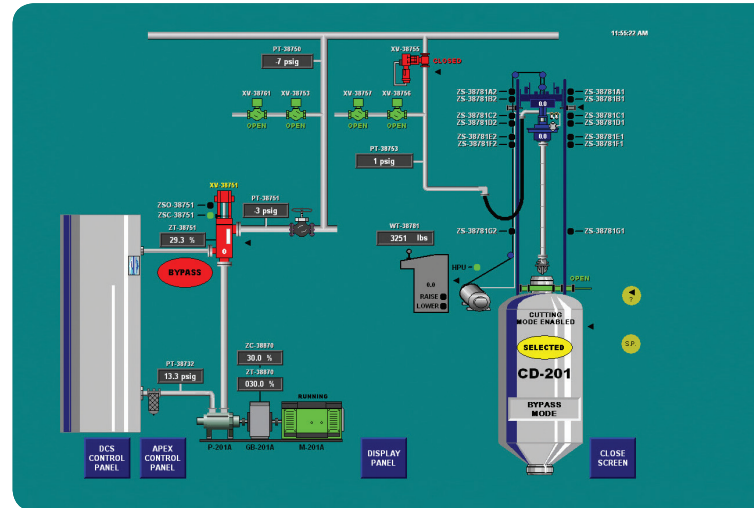 11:55:22 AM
PT-38750
-7 psig
XV-38755
CLOSED
XV-38761
XV-38753
OPEN
OPEN
XV-38757
XV-38756
OPEN
OPEN
ZS-38781A2
ZS-38781B2
ZS-38781C2
ZS-38781D2
ZS-38781E2
ZS-38781F2
ZS-38781G2
ZS-38781A1
ZS-38781B1
ZS-38781C1
ZS-38781D1
ZS-38781E1
ZS-38781F1
ZS-38781G1
0.0
0.0
PT-38753
1 psig
XV-38751
ZSO-38751
ZSC-38751
ZT-38751
29.3 %
BYPASS
PT-38751
-3 psig
WT-38781
3251 lbs
0.0
RAISE
LOWER
HPU
OPEN
CUTTING
MODE ENABLED
SELECTED
CD-201
BYPASS
MODE
?
S.P.
PT-38732
13.3 psig
ZC-38870
30.0 %
ZT-38870
030.0 %
RUNNING
P-201A
GB-201A
M-201A
DCS
CONTROL
PANEL
APEX
CONTROL
PANEL
DISPLAY
PANEL
CLOSE
SCREEN